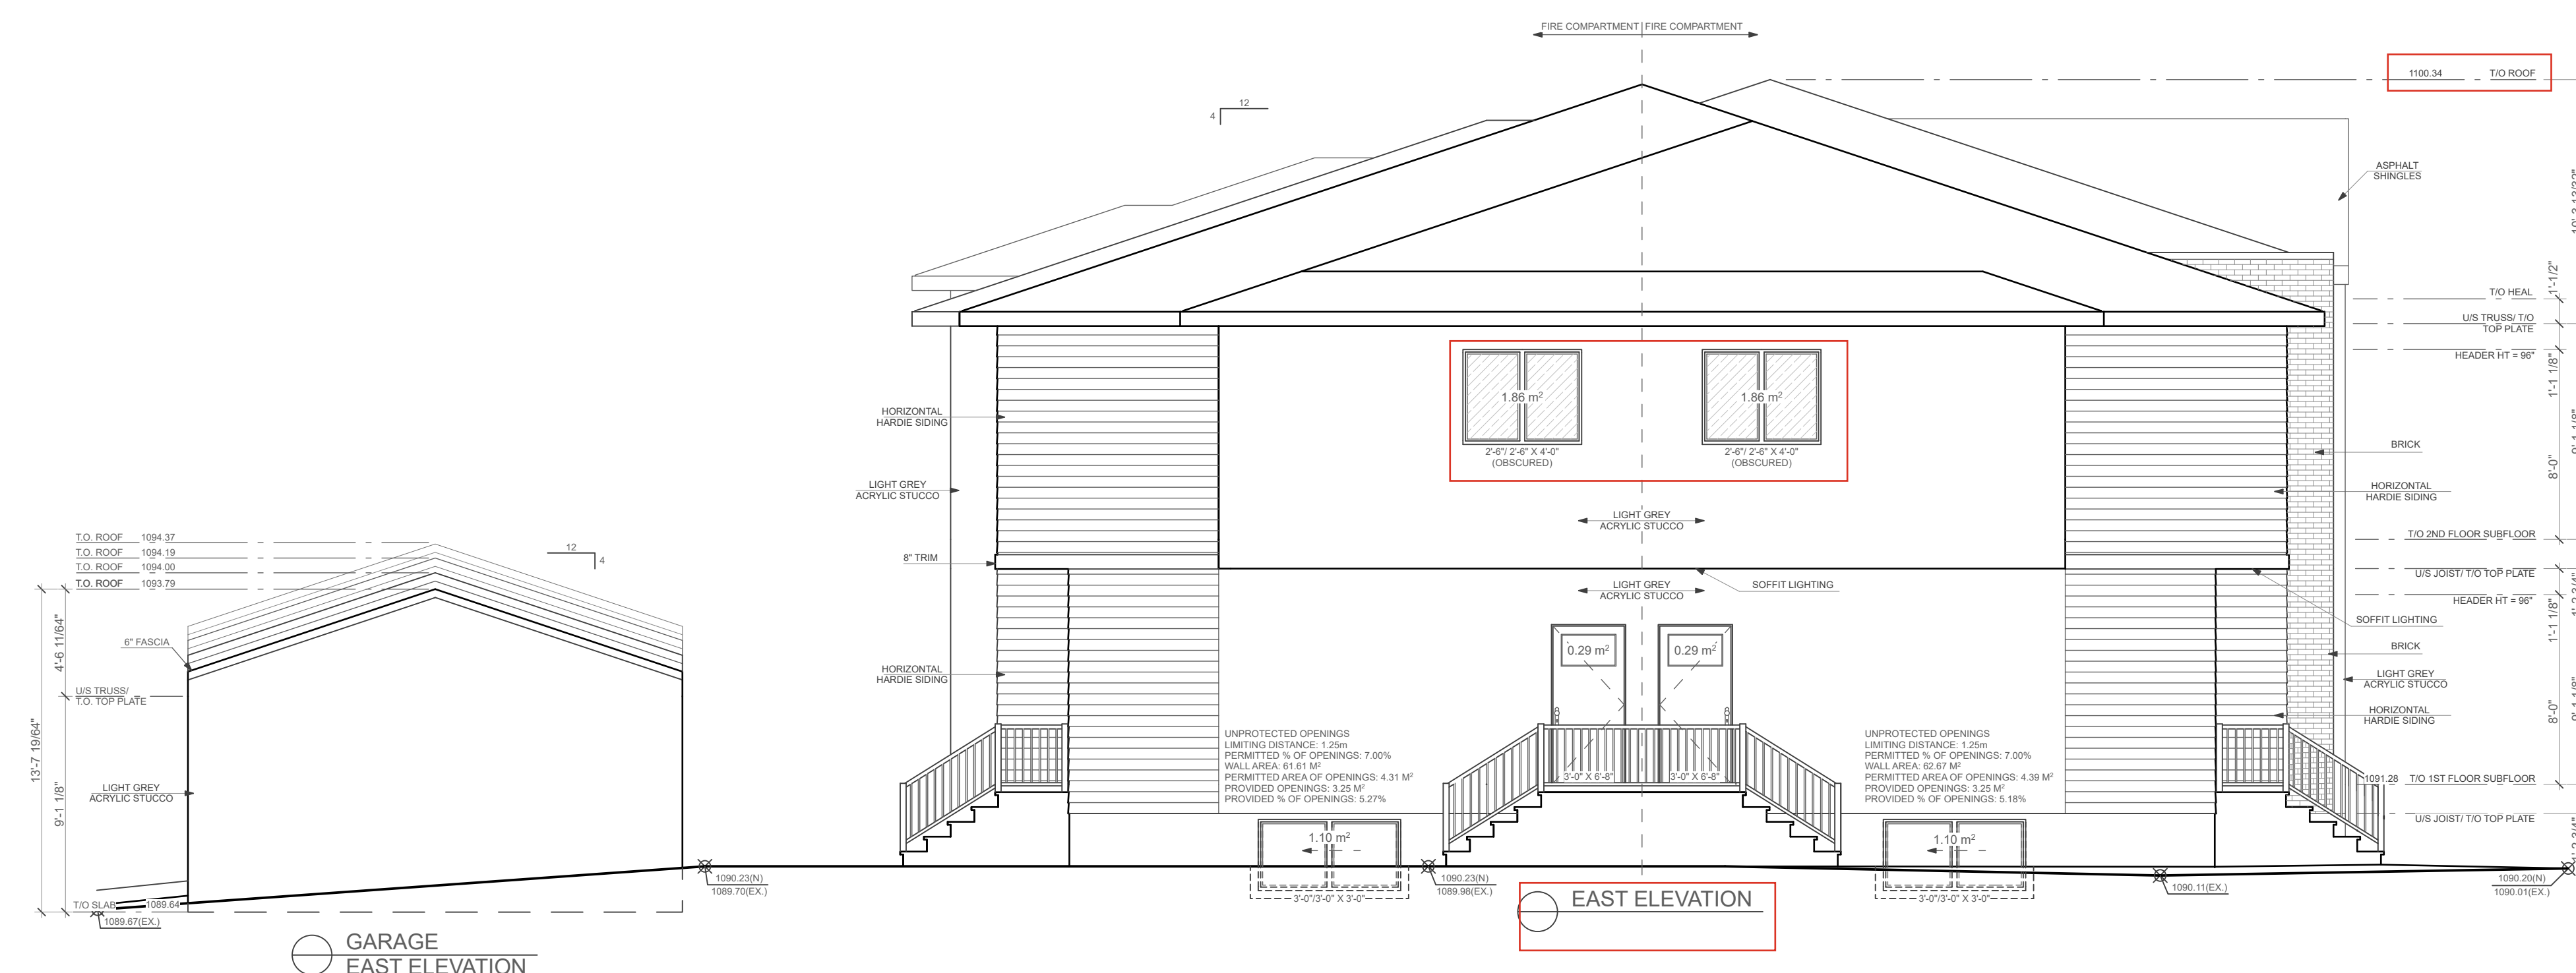 FIRE COMPARTMENT FIRE COMPARTMENT
1100.34 T/O ROOF
12
4
ASPHALT
SHINGLES
1'-1/2"
T/O HEAL
U/S TRUSS/ T/O
TOP PLATE
HEADER HT = 96"
1'-1 1/8"
1.86 m²
1.86 m²
2'-6"/ 2'-6" X 4'-0"
(OBSCURED)
2'-6"/ 2'-6" X 4'-0"
(OBSCURED)
HORIZONTAL
HARDIE SIDING
BRICK
8'-0"
LIGHT GREY
ACRYLIC STUCCO
HORIZONTAL
HARDIE SIDING
LIGHT GREY
ACRYLIC STUCCO
T/O 2ND FLOOR SUBFLOOR
T.O. ROOF 1094.37
T.O. ROOF 1094.19
T.O. ROOF 1094.00
T.O. ROOF 1093.79
12
4
8" TRIM
U/S JOIST/ T/O TOP PLATE
LIGHT GREY
ACRYLIC STUCCO
SOFFIT LIGHTING
HEADER HT = 96"
1'-1 1/8"
SOFFIT LIGHTING
6" FASCIA
4'-6 11/64"
0.29 m²
0.29 m²
BRICK
HORIZONTAL
HARDIE SIDING
LIGHT GREY
ACRYLIC STUCCO
U/S TRUSS/
T.O. TOP PLATE
13'-7 19/64"
8'-0"
HORIZONTAL
HARDIE SIDING
UNPROTECTED OPENINGS
LIMITING DISTANCE: 1.25m
PERMITTED % OF OPENINGS: 7.00%
WALL AREA: 61.61 M²
PERMITTED AREA OF OPENINGS: 4.31 M²
PROVIDED OPENINGS: 3.25 M²
PROVIDED % OF OPENINGS: 5.27%
3'-0" X 6'-8"
3'-0" X 6'-8"
UNPROTECTED OPENINGS
LIMITING DISTANCE: 1.25m
PERMITTED % OF OPENINGS: 7.00%
WALL AREA: 62.67 M²
PERMITTED AREA OF OPENINGS: 4.39 M²
PROVIDED OPENINGS: 3.25 M²
PROVIDED % OF OPENINGS: 5.18%
1091.28 T/O 1ST FLOOR SUBFLOOR
LIGHT GREY
ACRYLIC STUCCO
9'-1 1/8"
U/S JOIST/ T/O TOP PLATE
1.10 m²
1.10 m²
1090.23(N)
1089.70(EX.)
1090.23(N)
1089.98(EX.)
1090.11(EX.)
1090.20(N)
1090.01(EX.)
3'-0"/3'-0" X 3'-0"
3'-0"/3'-0" X 3'-0"
T/O SLAB 1089.64
1089.67(EX.)
EAST ELEVATION
GARAGE
EAST ELEVATION